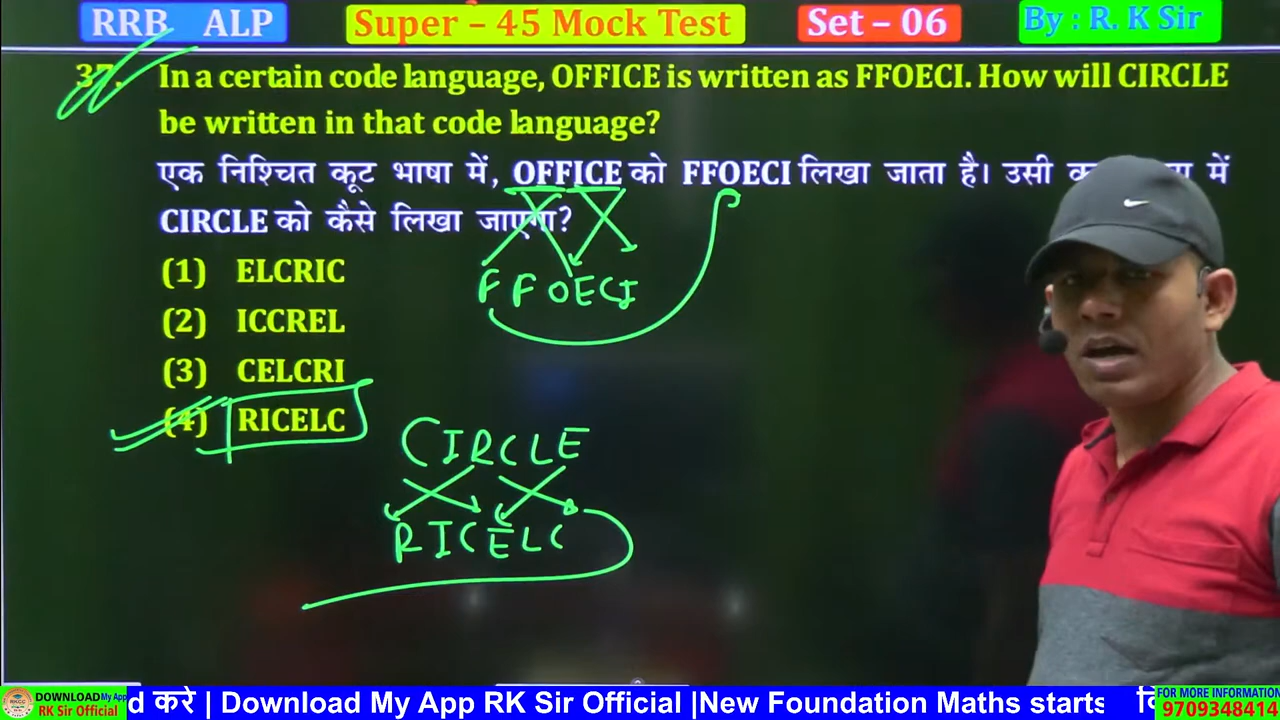 RRB ALP Super – 45 Mock Test Set – 06 By : R. K Sir
37. In a certain code language, OFFICE is written as FFOECI. How will CIRCLE
be written in that code language?
एक निश्चित कूट भाषा में, OFFICE को FFOECI लिखा जाता है। उसी में
CIRCLE को कैसे लिखा जाएगा?
(1) ELCRIC
F F O E C I
(2) ICCREL
(3) CELCRI
(4) RICELC
CIRCLE
RICELC
DOWNLOAD My App
RK Sir Official
d करे | Download My App RK Sir Official |New Foundation Maths starts
FOR MORE INFORMATION
9709348414